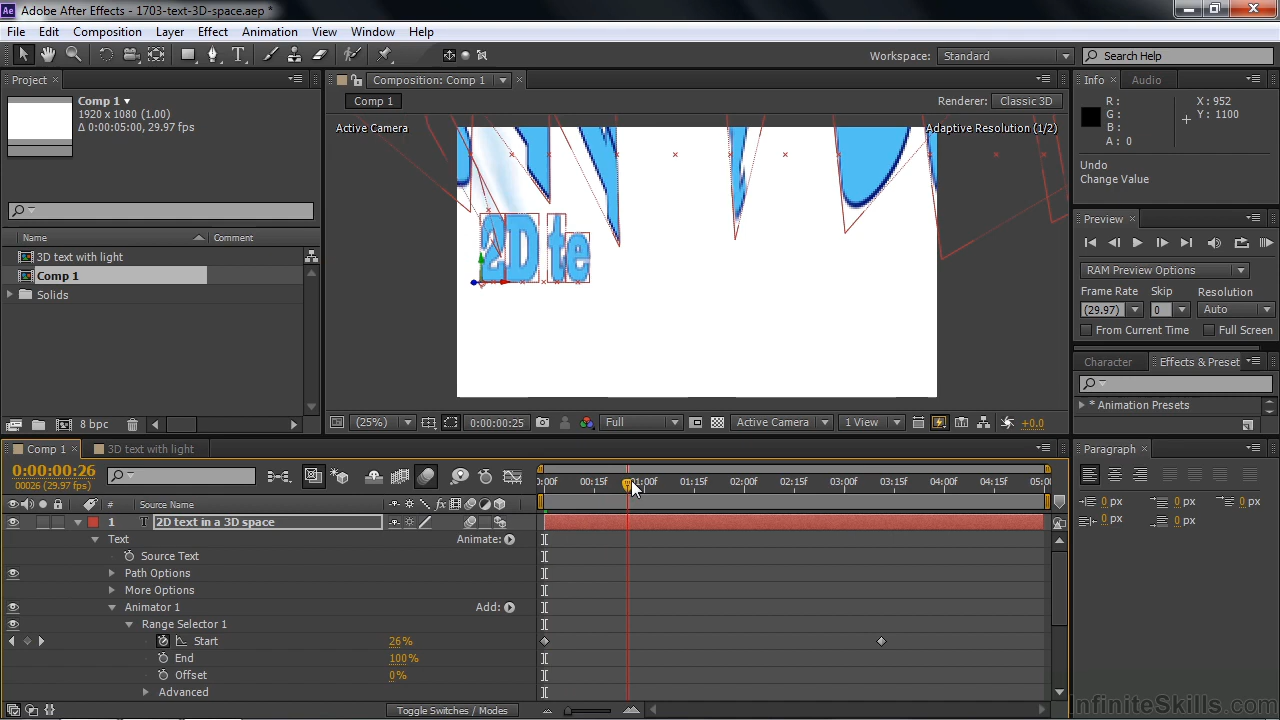 Adobe After Effects - 1703-text-3D-space.aep *
File Edit Composition Layer Effect Animation View Window Help
Workspace: Standard Search Help
Project
Composition: Comp 1
Info Audio
Comp 1
1920 x 1080 (1.00)
Δ 0:00:05:00, 29.97 fps
Comp 1
Renderer: Classic 3D
Active Camera
Adaptive Resolution (1/2)
R:
G:
B:
A: 0
X: 952
Y: 1100
Undo
Change Value
Name Comment
2D text with light
Comp 1
Solids
2D te
Preview
RAM Preview Options
Frame Rate Skip Resolution
(29.97) 0 Auto
From Current Time Full Screen
Character Effects & Preset
* Animation Presets
8 bpc
(25%) 0:00:00:25 Full Active Camera 1 View +0.0
Comp 1 3D text with light
Paragraph
0:00:00:26
00026 (29.97 fps)
0:00f 00:15f 01:00f 01:15f 02:00f 02:15f 03:00f 03:15f 04:00f 04:15f 05:00f
# Source Name
1 T 2D text in a 3D space
Text Animate:
Source Text
Path Options
More Options
Animator 1 Add:
Range Selector 1
Start 26%
End 100%
Offset 0%
Advanced
Toggle Switches / Modes
0 px 0 px 0 px
0 px 0 px
InfiniteSkills.com